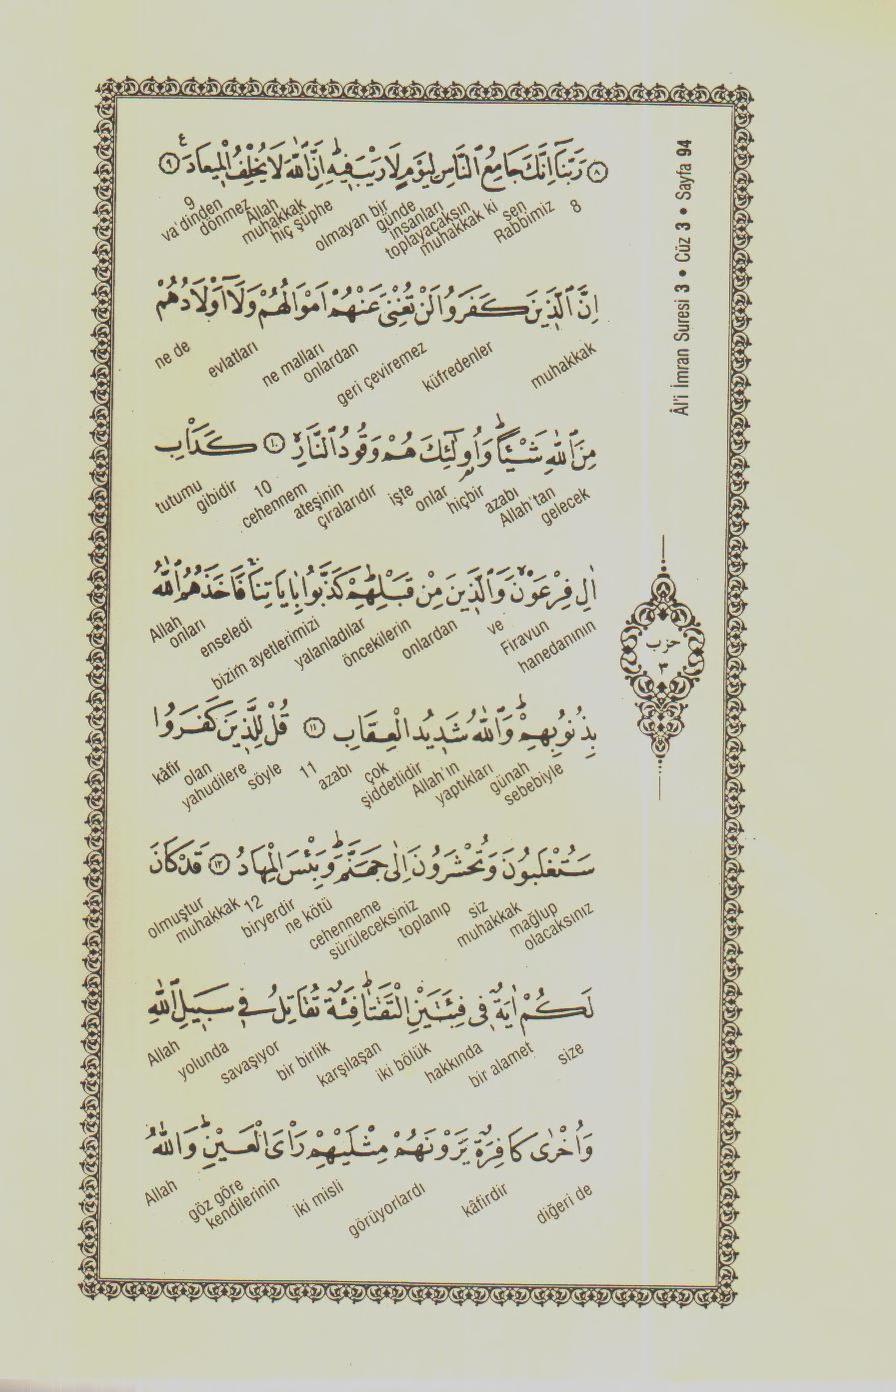 Âl'i İmran Suresi 3 • Cüz 3 • Sayfa 94
﴿٨﴾ رَبَّنَٓا اِنَّكَ جَامِعُ النَّاسِ لِيَوْمٍ لَا رَيْبَ ف۪يهِۜ اِنَّ اللّٰهَ لَا يُخْلِفُ الْم۪يعَادَ۟ ﴿٩﴾
8 Rabbimiz sen muhakkak ki toplayacaksın insanları günde olmayan bir hiç şüphe muhakkak Allah dönmez va'dinden 9
اِنَّ الَّذ۪ينَ كَفَرُوا لَنْ تُغْنِيَ عَنْهُمْ اَمْوَالُهُمْ وَلَٓا اَوْلَادُهُمْ
muhakkak küfredenler geri çeviremez onlardan ne malları evlatları ne de
مِنَ اللّٰهِ شَيْـًٔاۜ وَاُو۬لٰٓئِكَ هُمْ وَقُودُ النَّارِۙ ﴿١٠﴾ كَدَاْبِ
gelecek Allah'tan azabı hiçbir onlar işte çıralarıdır ateşinin cehennem 10 gibidir tutumu
اٰلِ فِرْعَوْنَۙ وَالَّذ۪ينَ مِنْ قَبْلِهِمْۜ كَذَّبُوا بِاٰيَاتِنَاۚ فَاَخَذَهُمُ اللّٰهُ
hanedanının Firavun ve onlardan öncekilerin yalanladılar bizim ayetlerimizi enseledi onları Allah
حزب
٣
بِذُنُوبِهِمْۜ وَاللّٰهُ شَد۪يدُ الْعِقَابِ ﴿١١﴾ قُلْ لِلَّذ۪ينَ كَفَرُوا
sebebiyle günah yaptıkları Allah'ın şiddetlidir çok azabı 11 söyle yahudilere olan kâfir
سَتُغْلَبُونَ وَتُحْشَرُونَ اِلٰى جَهَنَّمَۜ وَبِئْسَ الْمِهَادُ ﴿١٢﴾ قَدْ كَانَ
olacaksınız mağlup muhakkak siz toplanıp sürüleceksiniz cehenneme ne kötü biryerdir 12 muhakkak olmuştur
لَكُمْ اٰيَةٌ ف۪ي فِئَتَيْنِ الْتَقَتَاۜ فِئَةٌ تُقَاتِلُ ف۪ي سَب۪يلِ اللّٰهِ
size bir alamet hakkında iki bölük karşılaşan bir birlik savaşıyor yolunda Allah
وَاُخْرٰى كَافِرَةٌ يَرَوْنَهُمْ مِثْلَيْهِمْ رَاْيَ الْعَيْنِۜ وَاللّٰهُ
diğeri de kâfirdir görüyorlardı iki misli kendilerinin göz göre Allah